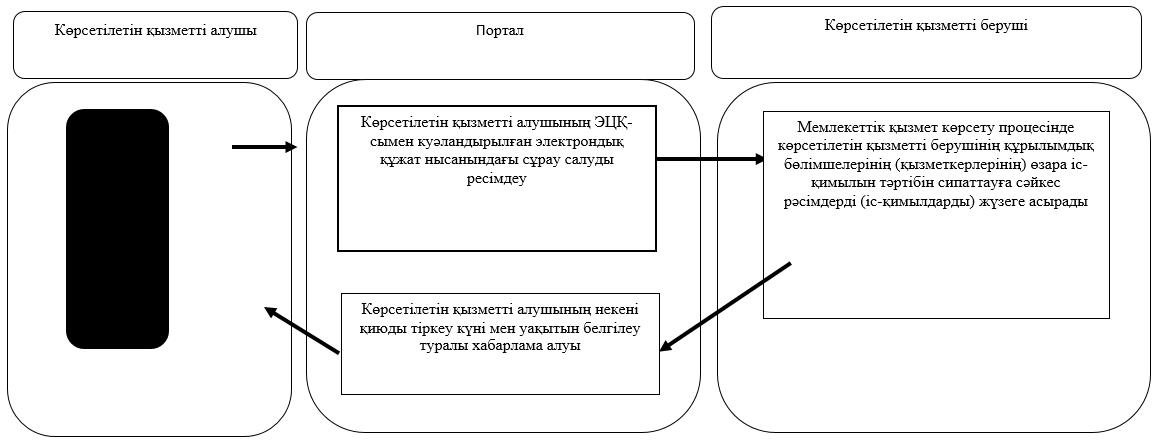 Көрсетілетін қызметті алушы
Портал
Көрсетілетін қызметті беруші
Көрсетілетін қызметті алушының ЭЦҚ-
сымен куәландырылған электрондық
құжат нысанындағы сұрау салуды
ресімдеу
Мемлекеттік қызмет көрсету процесінде
көрсетілетін қызметті берушінің құрылымдық
бөлімшелерінің (қызметкерлерінің) өзара іс-
қимылын тәртібін сипаттауға сәйкес
рәсімдерді (іс-қимылдарды) жүзеге асырады
Көрсетілетін қызметті алушының некені
қиюды тіркеу күні мен уақытын белгілеу
туралы хабарлама алуы